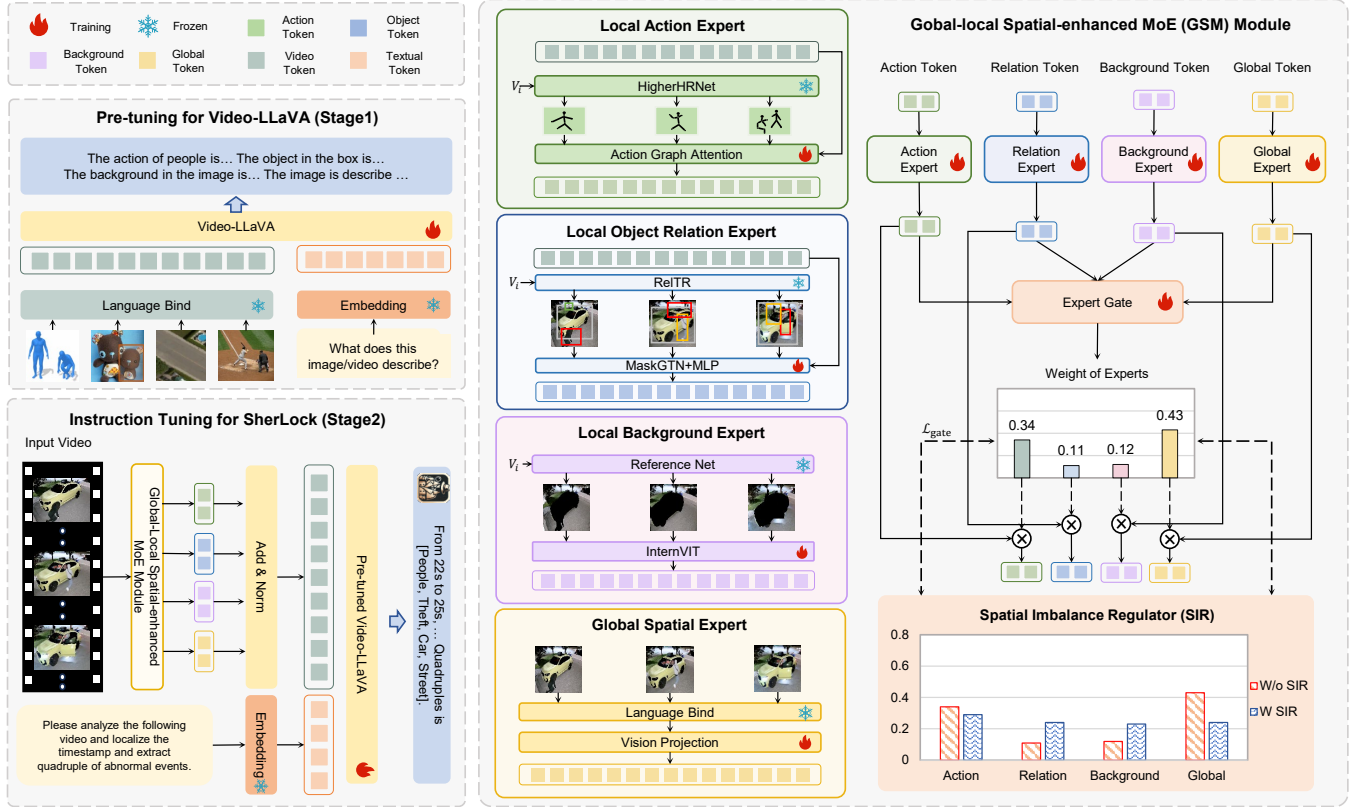 Training
Frozen
Action
Token
Object
Token
Background
Token
Global
Token
Video
Token
Textual
Token
Pre-tuning for Video-LLaVA (Stage1)
The action of people is… The object in the box is…
The background in the image is… The image is describe …
Video-LLaVA
Language Bind
Embedding
What does this
image/video describe?
Instruction Tuning for SherLock (Stage2)
Input Video
Global-Local Spatial-enhanced
MoE Module
Add & Norm
Pre-tuned Video-LLaVA
From 22s to 25s, … Quadruples is
[People, Theft, Car, Street].
Please analyze the following
video and localize the
timestamp and extract
quadruple of abnormal events.
Embedding
Local Action Expert
V_i
HigherHRNet
Action Graph Attention
Local Object Relation Expert
V_i
RelTR
MaskGTN+MLP
Local Background Expert
V_i
Reference Net
InternVIT
Global Spatial Expert
Language Bind
Vision Projection
Gobal-local Spatial-enhanced MoE (GSM) Module
Action Token
Relation Token
Background Token
Global Token
Action
Expert
Relation
Expert
Background
Expert
Global
Expert
Expert Gate
Weight of Experts
ℒ_gate
0.34
0.11
0.12
0.43
Spatial Imbalance Regulator (SIR)
0.8
0.6
0.4
0.2
0
W/o SIR
W SIR
Action
Relation
Background
Global